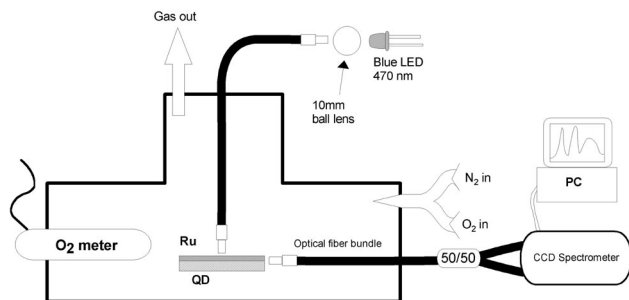 Gas out
Blue LED
470 nm
10mm
ball lens
N₂ in
O₂ in
PC
O₂ meter
Ru
QD
Optical fiber bundle
50/50
CCD Spectrometer